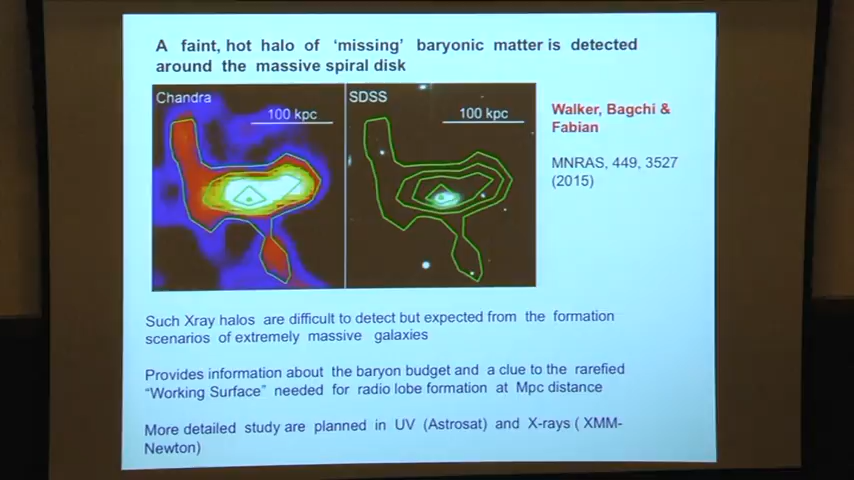 A faint, hot halo of 'missing' baryonic matter is detected
around the massive spiral disk
Chandra
100 kpc
SDSS
100 kpc
Walker, Bagchi &
Fabian
MNRAS, 449, 3527
(2015)
Such Xray halos are difficult to detect but expected from the formation
scenarios of extremely massive galaxies
Provides information about the baryon budget and a clue to the rarefied
"Working Surface" needed for radio lobe formation at Mpc distance
More detailed study are planned in UV (Astrosat) and X-rays ( XMM-
Newton)